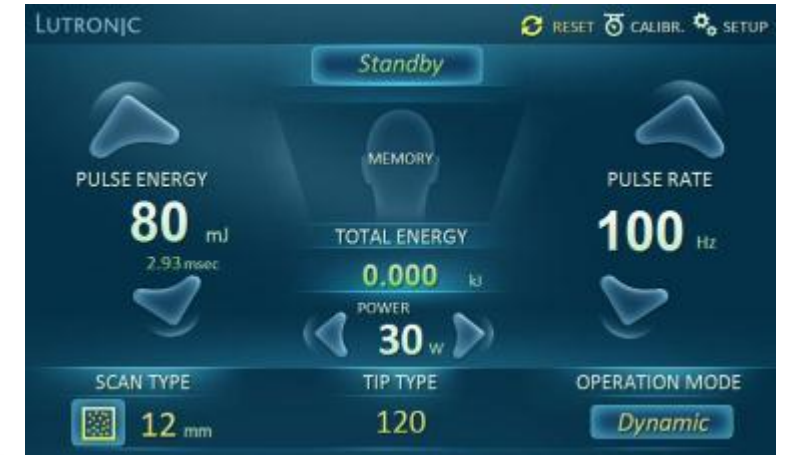 LUTRONIC
RESET CALIBR. SETUP
Standby
MEMORY
PULSE ENERGY
80 mJ
2.93 msec
TOTAL ENERGY
0.000 kJ
POWER
30 W
PULSE RATE
100 Hz
SCAN TYPE
12 mm
TIP TYPE
120
OPERATION MODE
Dynamic